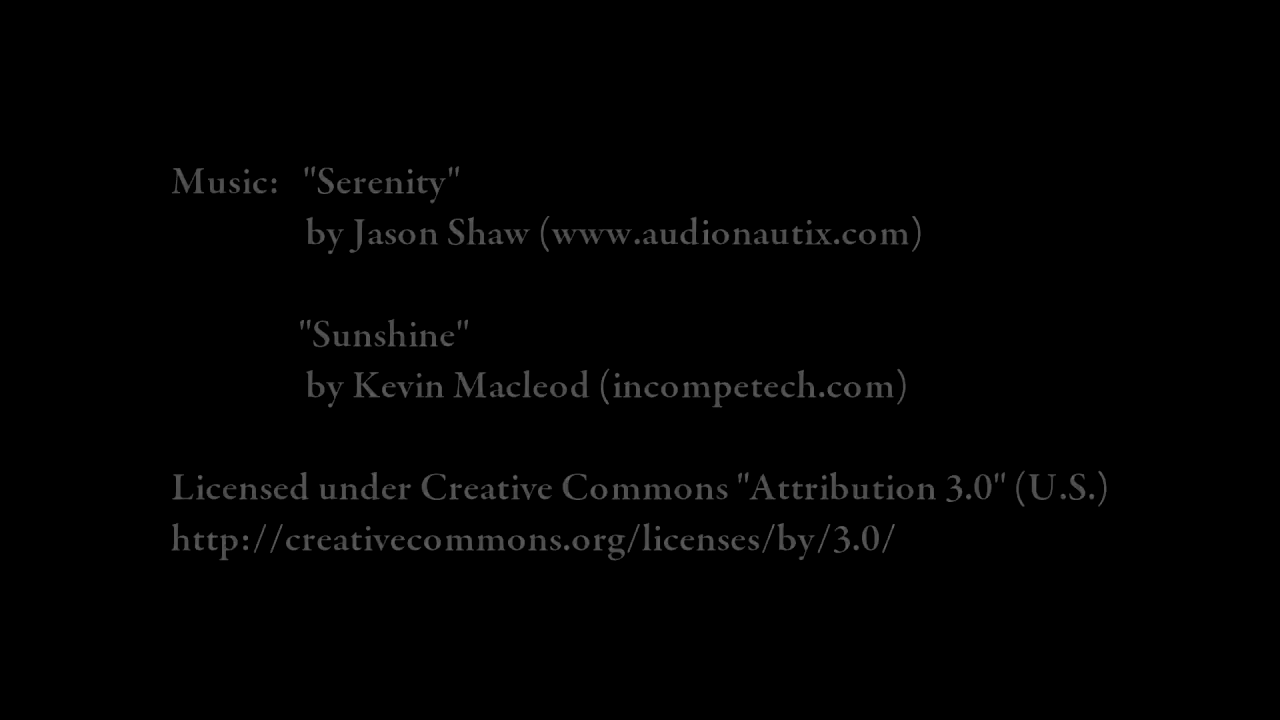 Music: "Serenity"
by Jason Shaw (www.audionautix.com)
"Sunshine"
by Kevin Macleod (incompetech.com)
Licensed under Creative Commons "Attribution 3.0" (U.S.)
http://creativecommons.org/licenses/by/3.0/